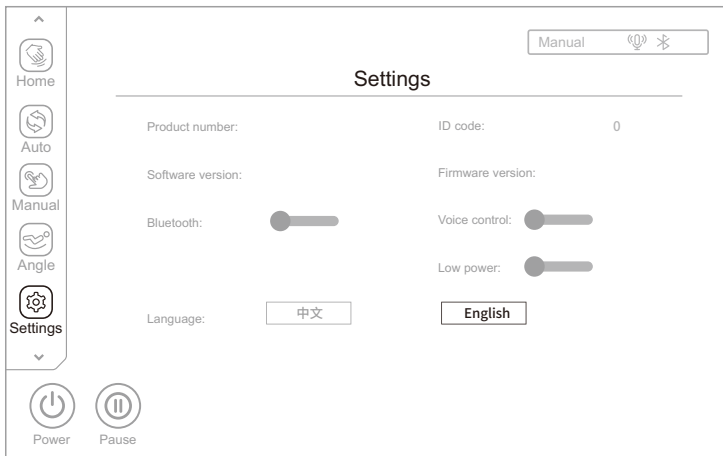 Manual
Home
Settings
Auto
Manual
Angle
Settings
Product number:
ID code: 0
Software version:
Firmware version:
Bluetooth:
Voice control:
Low power:
Language: 中文 English
Power Pause